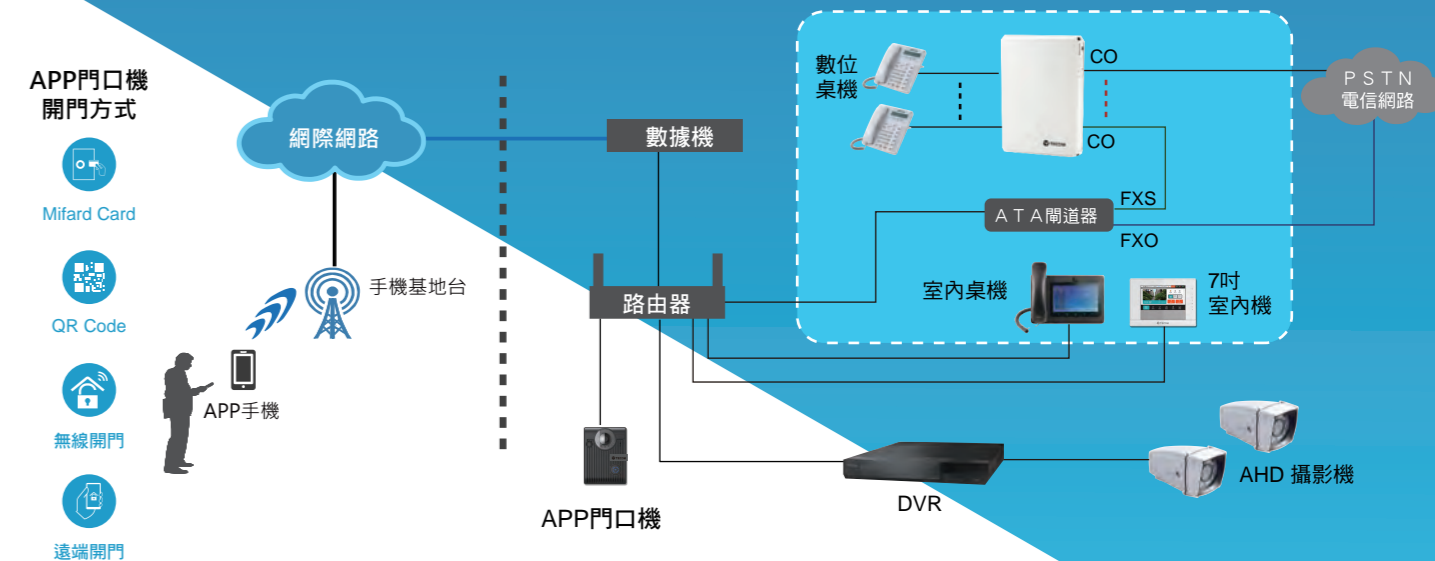 APP門口機
開門方式
Mifard Card
QR Code
無線開門
遠端開門
網際網路
手機基地台
APP手機
數據機
路由器
APP門口機
DVR
AHD 攝影機
數位
桌機
CO
CO
PSTN
電信網路
ATA閘道器
FXS
FXO
室內桌機
7吋
室內機